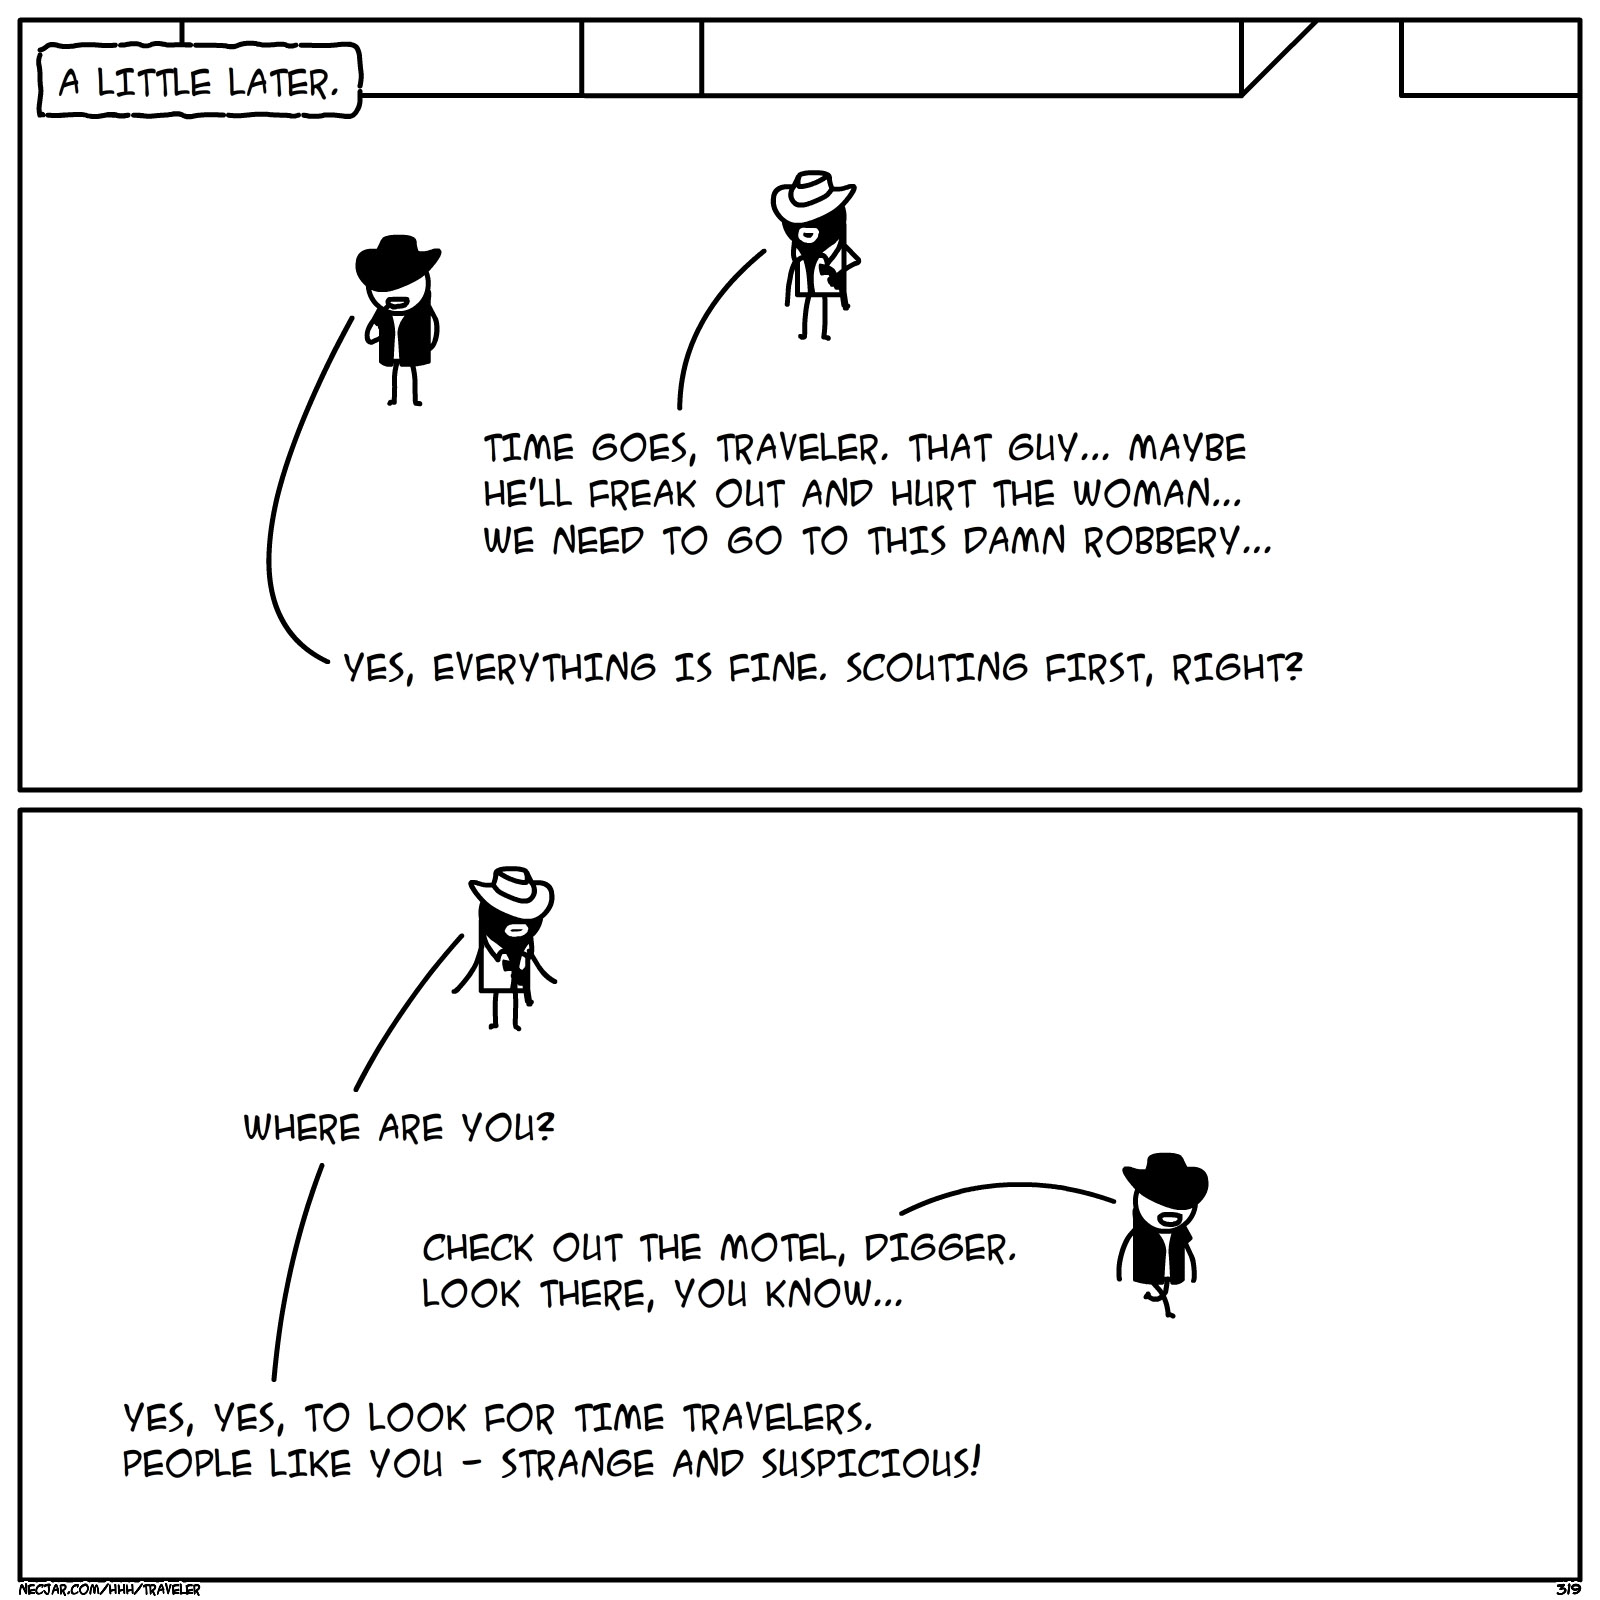 A LITTLE LATER.
TIME GOES, TRAVELER. THAT GUY... MAYBE
HE'LL FREAK OUT AND HURT THE WOMAN...
WE NEED TO GO TO THIS DAMN ROBBERY...
YES, EVERYTHING IS FINE. SCOUTING FIRST, RIGHT?
WHERE ARE YOU?
CHECK OUT THE MOTEL, DIGGER.
LOOK THERE, YOU KNOW...
YES, YES, TO LOOK FOR TIME TRAVELERS.
PEOPLE LIKE YOU - STRANGE AND SUSPICIOUS!
NECJAR.COM/HHH/TRAVELER
319